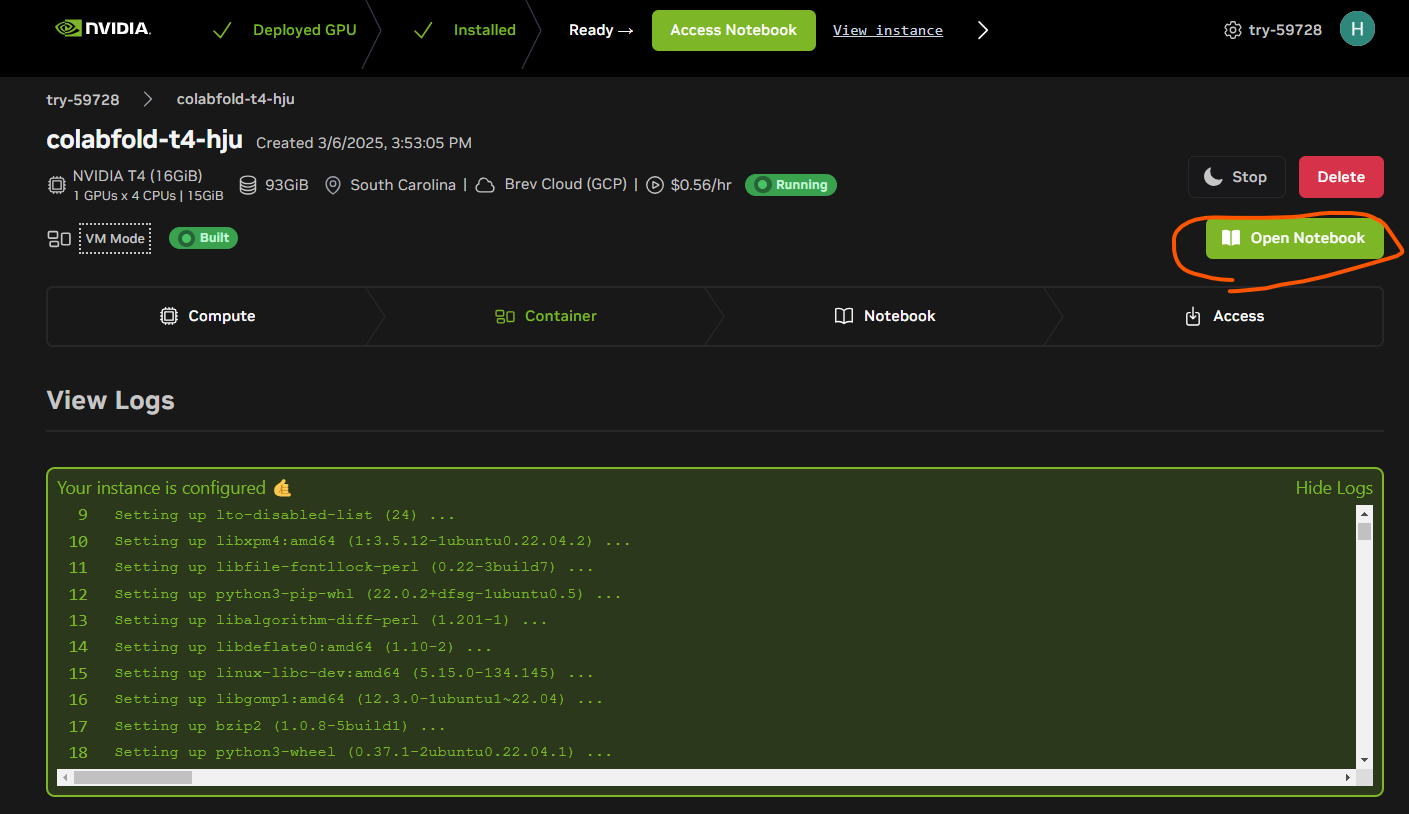 NVIDIA. Deployed GPU Installed Ready → Access Notebook View instance try-59728 H
try-59728 colabfold-t4-hju
colabfold-t4-hju Created 3/6/2025, 3:53:05 PM
NVIDIA T4 (16GiB)
1 GPUs x 4 CPUs | 15GiB
93GiB South Carolina | Brev Cloud (GCP) | $0.56/hr Running Stop Delete
VM Mode Built Open Notebook
Compute Container Notebook Access
View Logs
Your instance is configured 🤙 Hide Logs
9 Setting up lto-disabled-list (24) ...
10 Setting up libxpm4:amd64 (1:3.5.12-1ubuntu0.22.04.2) ...
11 Setting up libfile-fcntllock-perl (0.22-3build7) ...
12 Setting up python3-pip-whl (22.0.2+dfsg-1ubuntu0.5) ...
13 Setting up libalgorithm-diff-perl (1.201-1) ...
14 Setting up libdeflate0:amd64 (1.10-2) ...
15 Setting up linux-libc-dev:amd64 (5.15.0-134.145) ...
16 Setting up libgomp1:amd64 (12.3.0-1ubuntu1~22.04) ...
17 Setting up bzip2 (1.0.8-5build1) ...
18 Setting up python3-wheel (0.37.1-2ubuntu0.22.04.1) ...